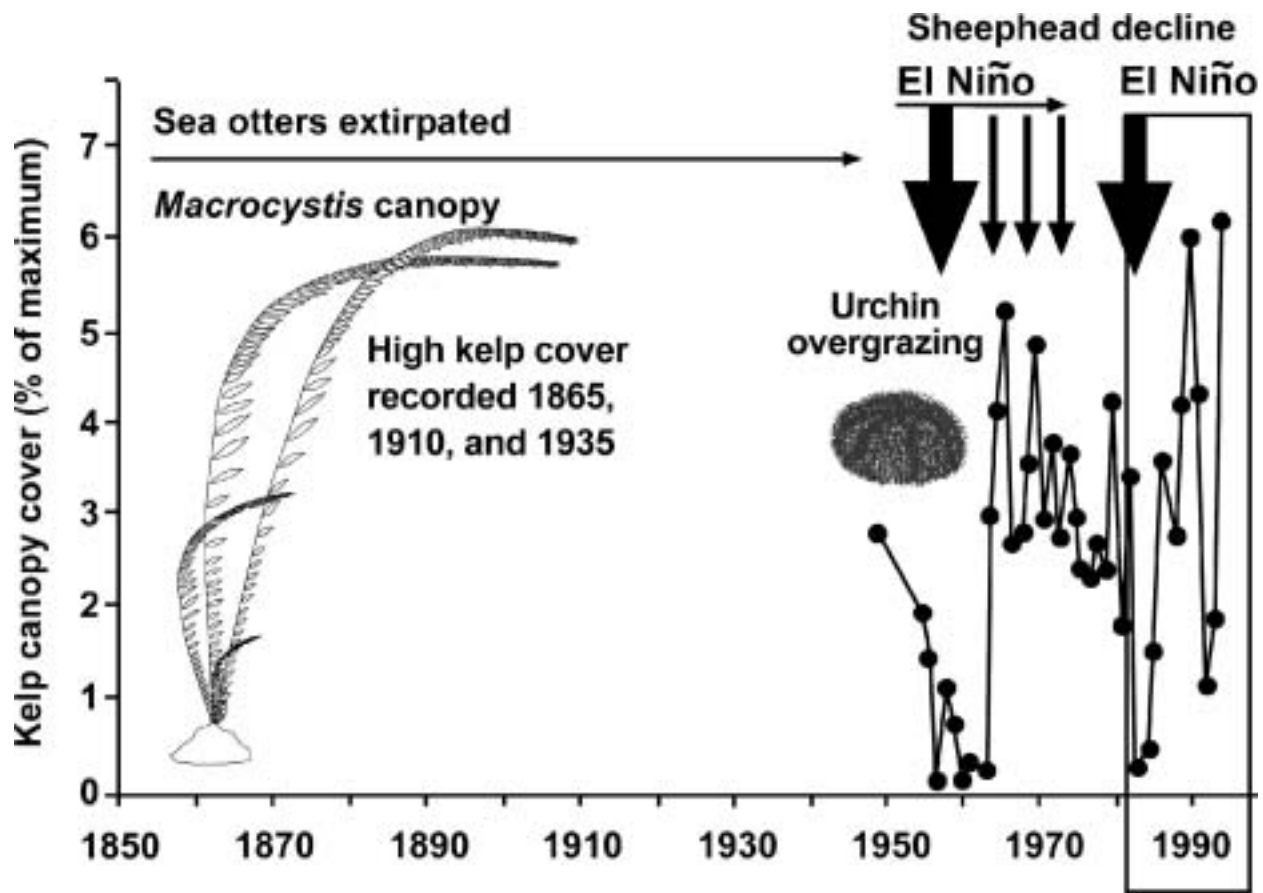 Sheephead decline
El Niño
El Niño
Sea otters extirpated
Macrocystis canopy
High kelp cover
recorded 1865,
1910, and 1935
Urchin
overgrazing
Kelp canopy cover (% of maximum)
7
6
5
4
3
2
1
0
1850
1870
1890
1910
1930
1950
1970
1990